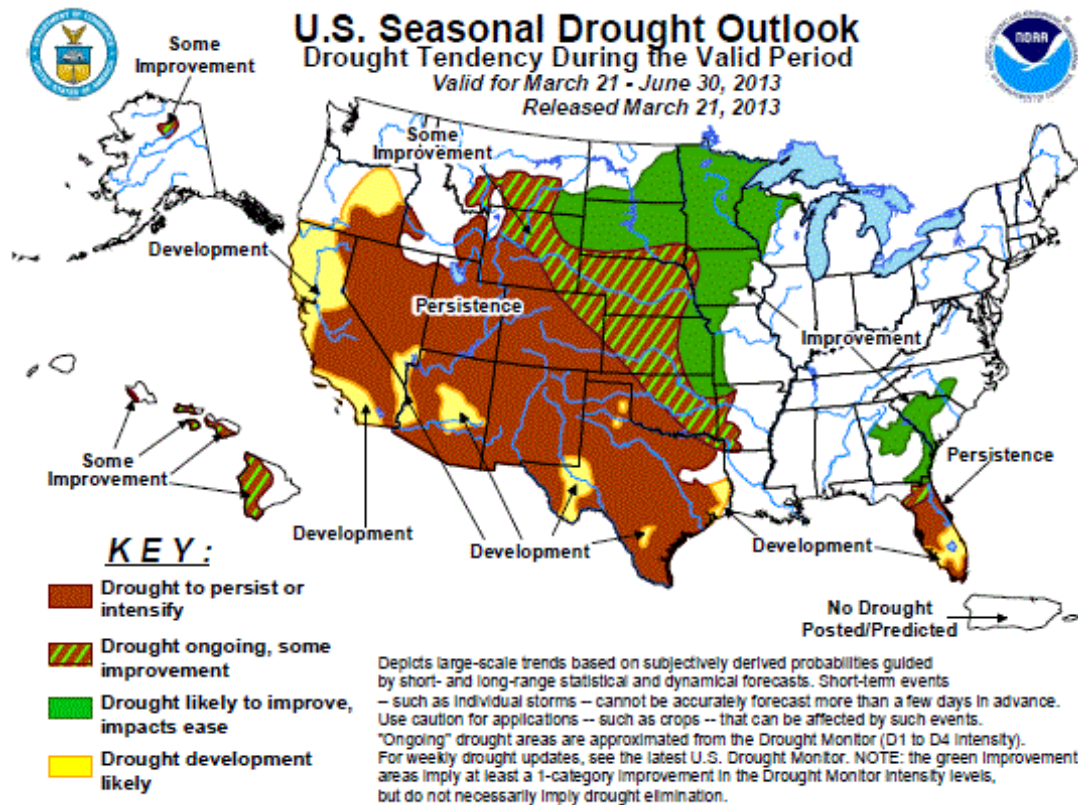 U.S. Seasonal Drought Outlook
Drought Tendency During the Valid Period
Valid for March 21 - June 30, 2013
Released March 21, 2013
NOAA
Some
Improvement
Some
Improvement
Development
Persistence
Improvement
Some
Improvement
Persistence
Development
Development
Development
No Drought
Posted/Predicted
KEY:
Drought to persist or
intensify
Drought ongoing, some
improvement
Drought likely to improve,
impacts ease
Drought development
likely
Depicts large-scale trends based on subjectively derived probabilities guided
by short- and long-range statistical and dynamical forecasts. Short-term events
-- such as individual storms -- cannot be accurately forecast more than a few days in advance.
Use caution for applications -- such as crops -- that can be affected by such events.
"Ongoing" drought areas are approximated from the Drought Monitor (D1 to D4 intensity).
For weekly drought updates, see the latest U.S. Drought Monitor. NOTE: the green improvement
areas imply at least a 1-category improvement in the Drought Monitor intensity levels,
but do not necessarily imply drought elimination.